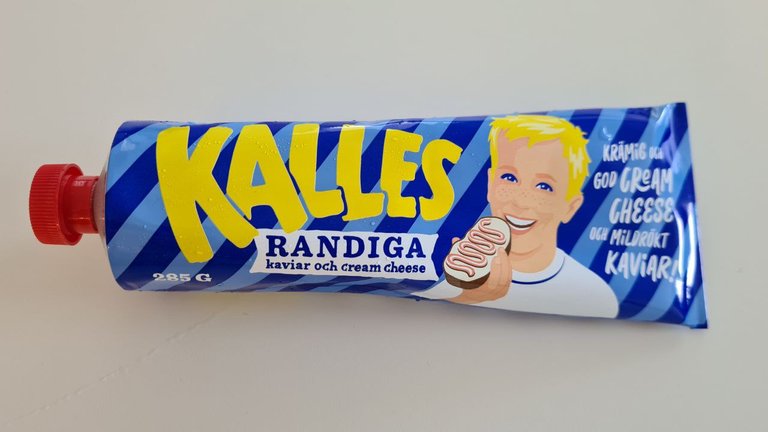 KALLES
RANDIGA
kaviar och cream cheese
285 G
KRÄMIG OCH
GOD CREAM
CHEESE
OCH MILDRÖKT
KAVIAR!